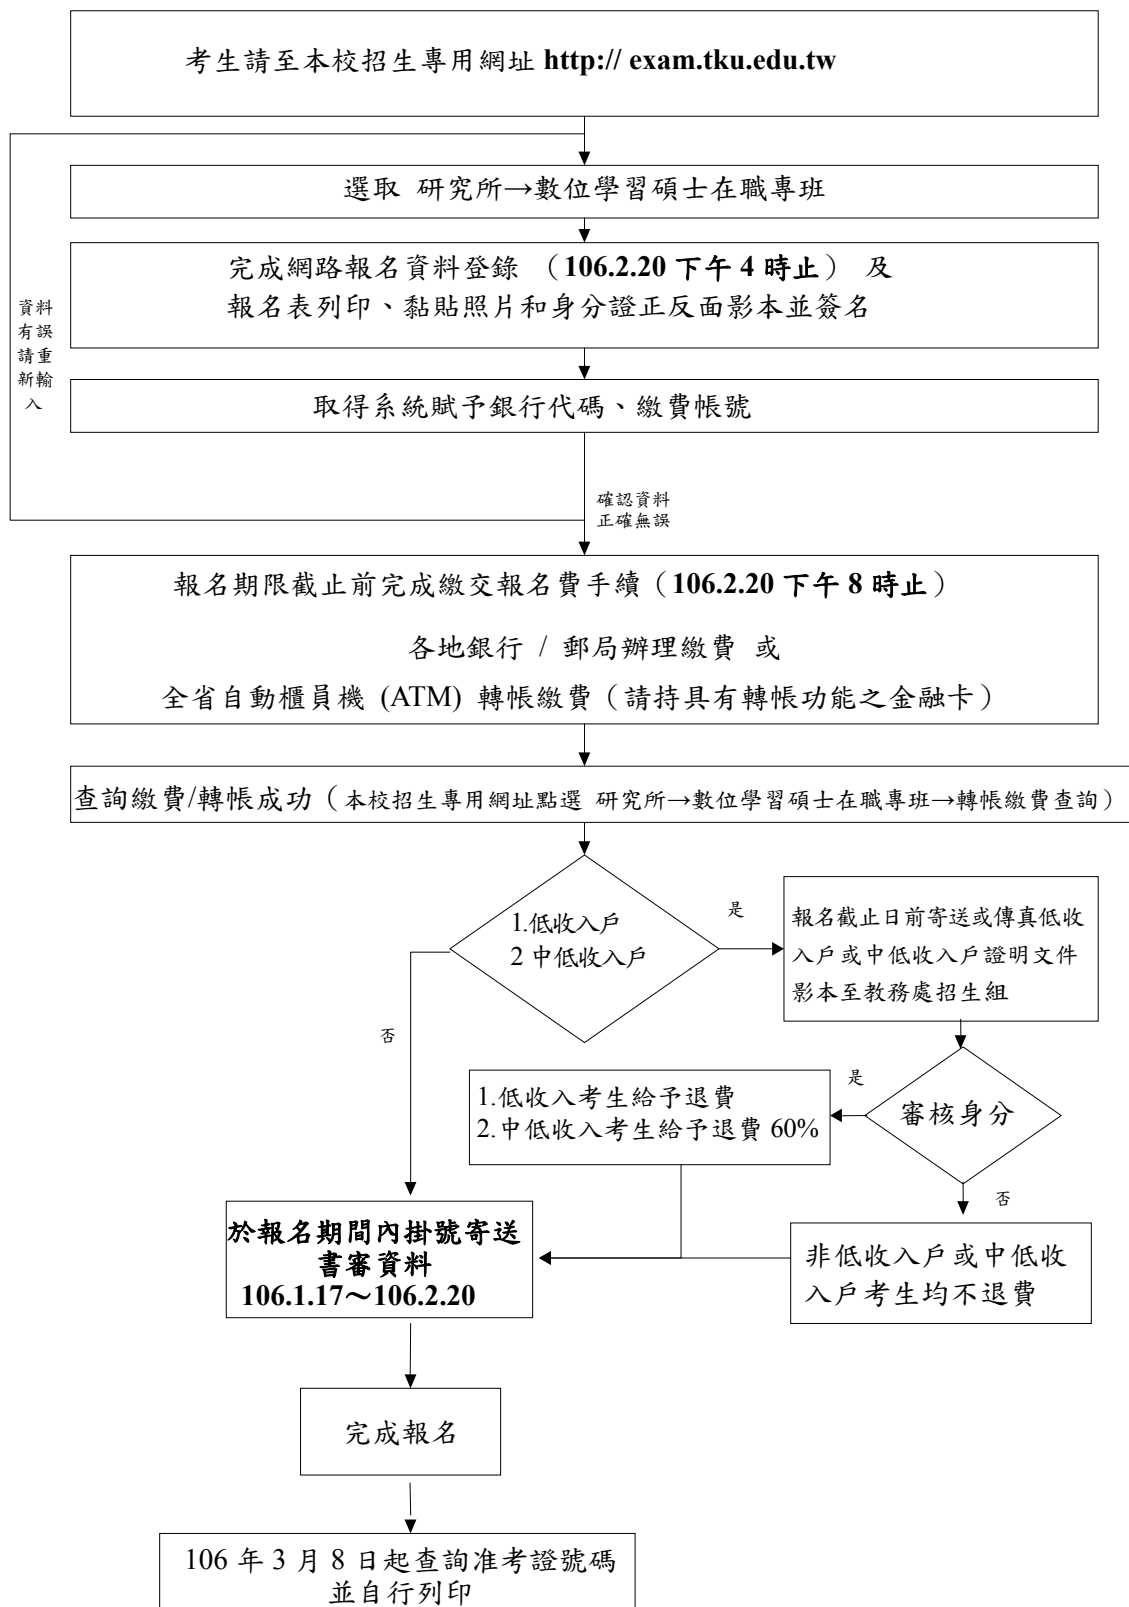 考生請至本校招生專用網址 http:// exam.tku.edu.tw
選取 研究所→數位學習碩士在職專班
完成網路報名資料登錄 （106.2.20 下午 4 時止） 及
報名表列印、黏貼照片和身分證正反面影本並簽名
資料
有誤
請重
新輸
入
取得系統賦予銀行代碼、繳費帳號
確認資料
正確無誤
報名期限截止前完成繳交報名費手續（106.2.20 下午 8 時止）
各地銀行 / 郵局辦理繳費 或
全省自動櫃員機 (ATM) 轉帳繳費（請持具有轉帳功能之金融卡）
查詢繳費/轉帳成功（本校招生專用網址點選 研究所→數位學習碩士在職專班→轉帳繳費查詢）
1.低收入戶
2 中低收入戶
是
報名截止日前寄送或傳真低收
入戶或中低收入戶證明文件
影本至教務處招生組
否
審核身分
是
1.低收入考生給予退費
2.中低收入考生給予退費 60%
否
非低收入戶或中低收
入戶考生均不退費
於報名期間內掛號寄送
書審資料
106.1.17～106.2.20
完成報名
106 年 3 月 8 日起查詢准考證號碼
並自行列印